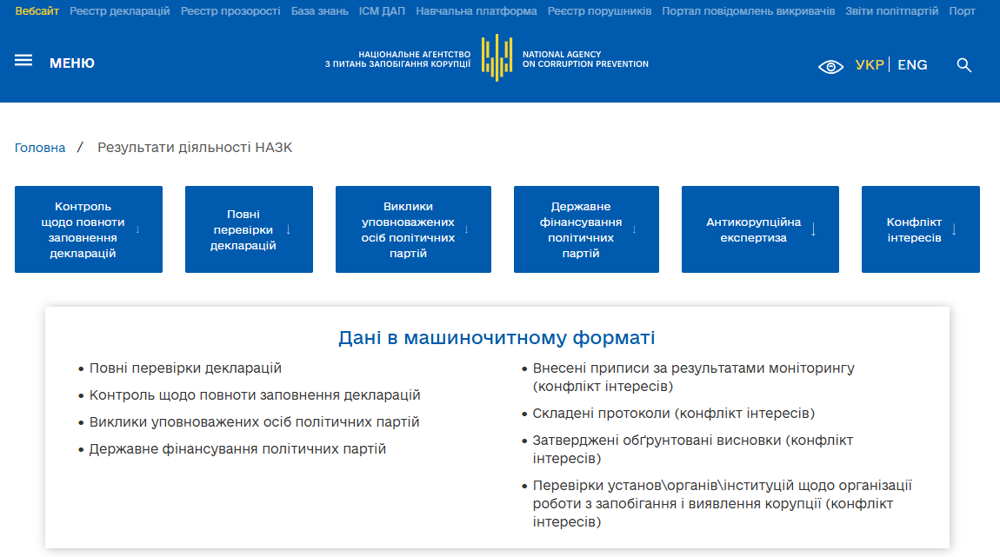 Вебсайт Реєстр декларацій Реєстр прозорості База знань ІСМ ДАП Навчальна платформа Реєстр порушників Портал повідомлень викривачів Звіти політпартій Порт
МЕНЮ
НАЦІОНАЛЬНЕ АГЕНТСТВО
З ПИТАНЬ ЗАПОБІГАННЯ КОРУПЦІЇ
NATIONAL AGENCY
ON CORRUPTION PREVENTION
УКР | ENG
Головна / Результати діяльності НАЗК
Контроль
щодо повноти
заповнення
декларацій ↓
Повні
перевірки
декларацій ↓
Виклики
уповноважених
осіб політичних
партій ↓
Державне
фінансування
політичних
партій ↓
Антикорупційна
експертиза ↓
Конфлікт
інтересів ↓
Дані в машиночитному форматі
• Повні перевірки декларацій
• Контроль щодо повноти заповнення декларацій
• Виклики уповноважених осіб політичних партій
• Державне фінансування політичних партій
• Внесені приписи за результатами моніторингу
(конфлікт інтересів)
• Складені протоколи (конфлікт інтересів)
• Затверджені обґрунтовані висновки (конфлікт
інтересів)
• Перевірки установ\органів\інституцій щодо організації
роботи з запобігання і виявлення корупції (конфлікт
інтересів)